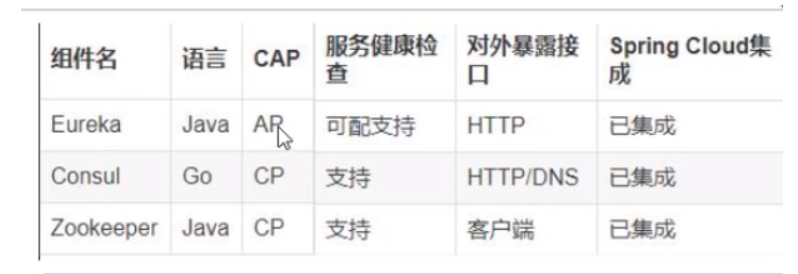 组件名 语言 CAP 服务健康检查 对外暴露接口 Spring Cloud集成
Eureka Java AP 可配支持 HTTP 已集成
Consul Go CP 支持 HTTP/DNS 已集成
Zookeeper Java CP 支持 客户端 已集成